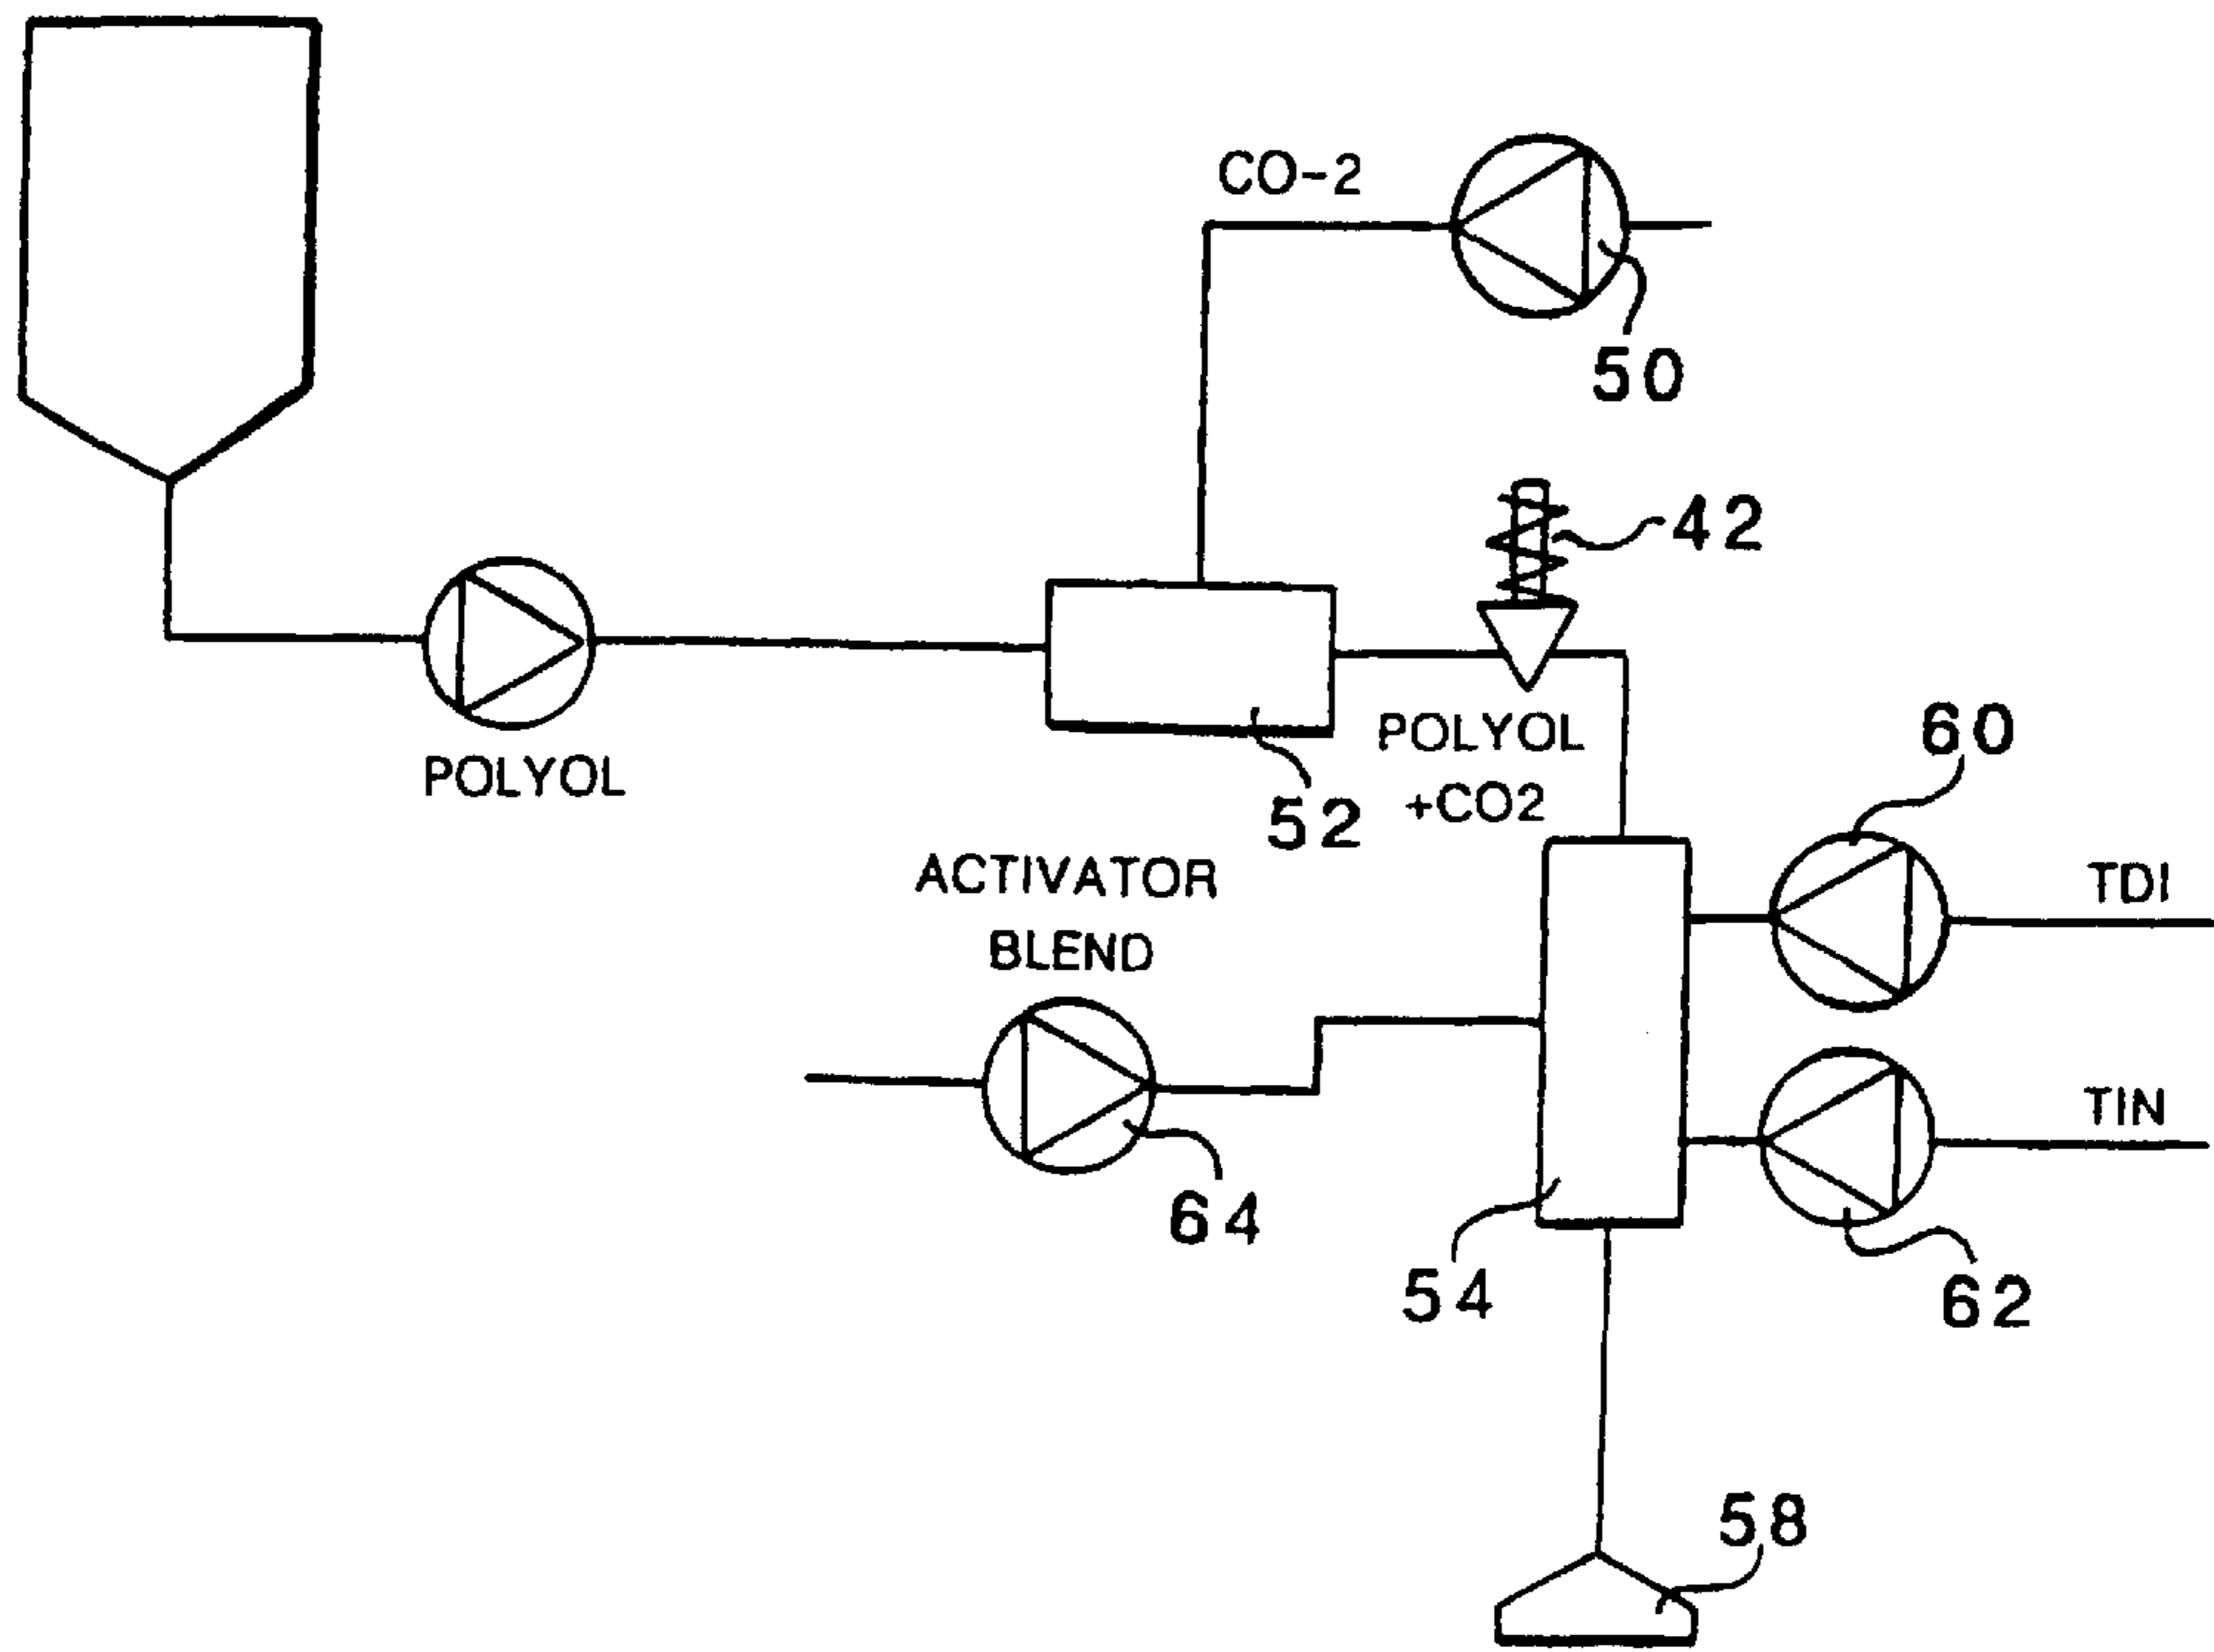 CO-2
50
42
POLYOL
52
POLYOL
+CO2
60
TDI
ACTIVATOR
BLEND
64
TIN
54
62
58